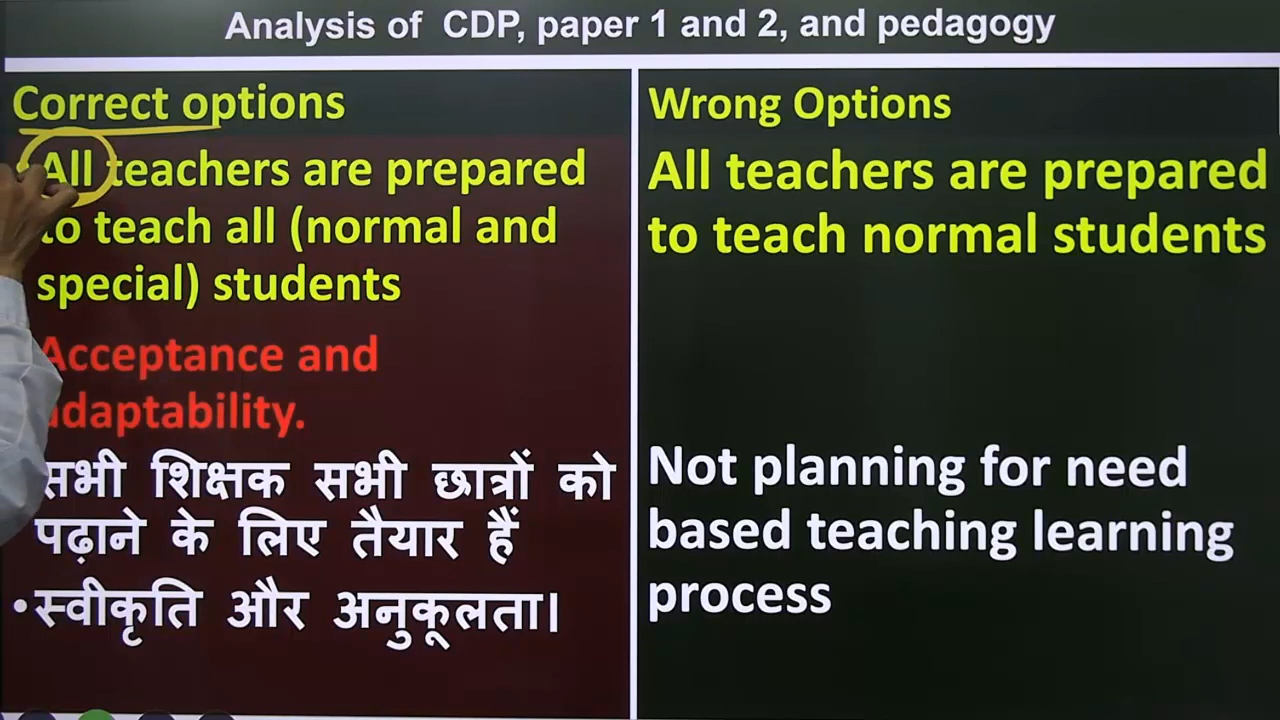 Analysis of CDP, paper 1 and 2, and pedagogy
Correct options
All teachers are prepared
to teach all (normal and
special) students
Acceptance and
adaptability.
सभी शिक्षक सभी छात्रों को
पढ़ाने के लिए तैयार हैं
•स्वीकृति और अनुकूलता।
Wrong Options
All teachers are prepared
to teach normal students
Not planning for need
based teaching learning
process